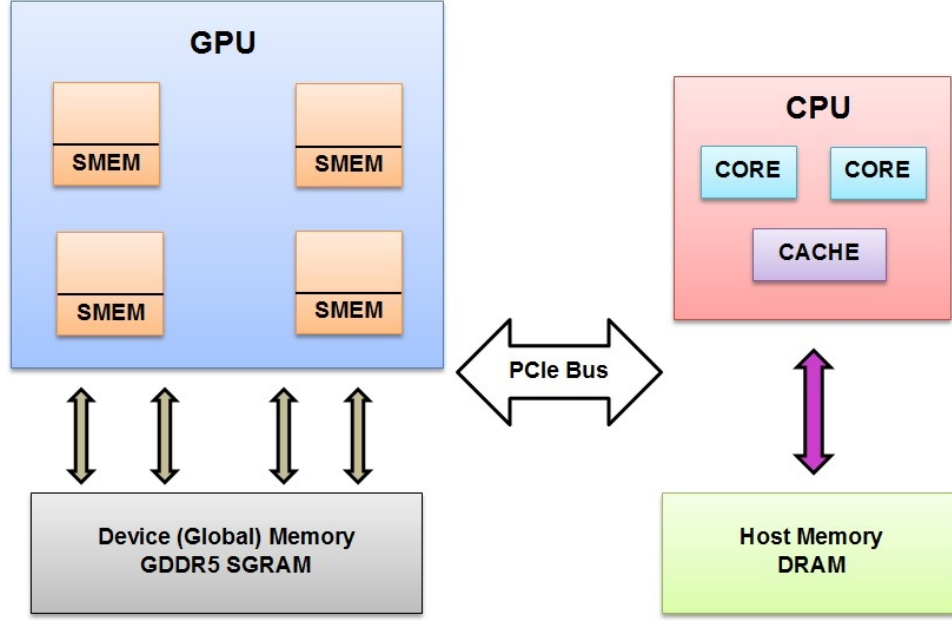 GPU
SMEM
SMEM
SMEM
SMEM
Device (Global) Memory
GDDR5 SGRAM
PCIe Bus
CPU
CORE
CORE
CACHE
Host Memory
DRAM